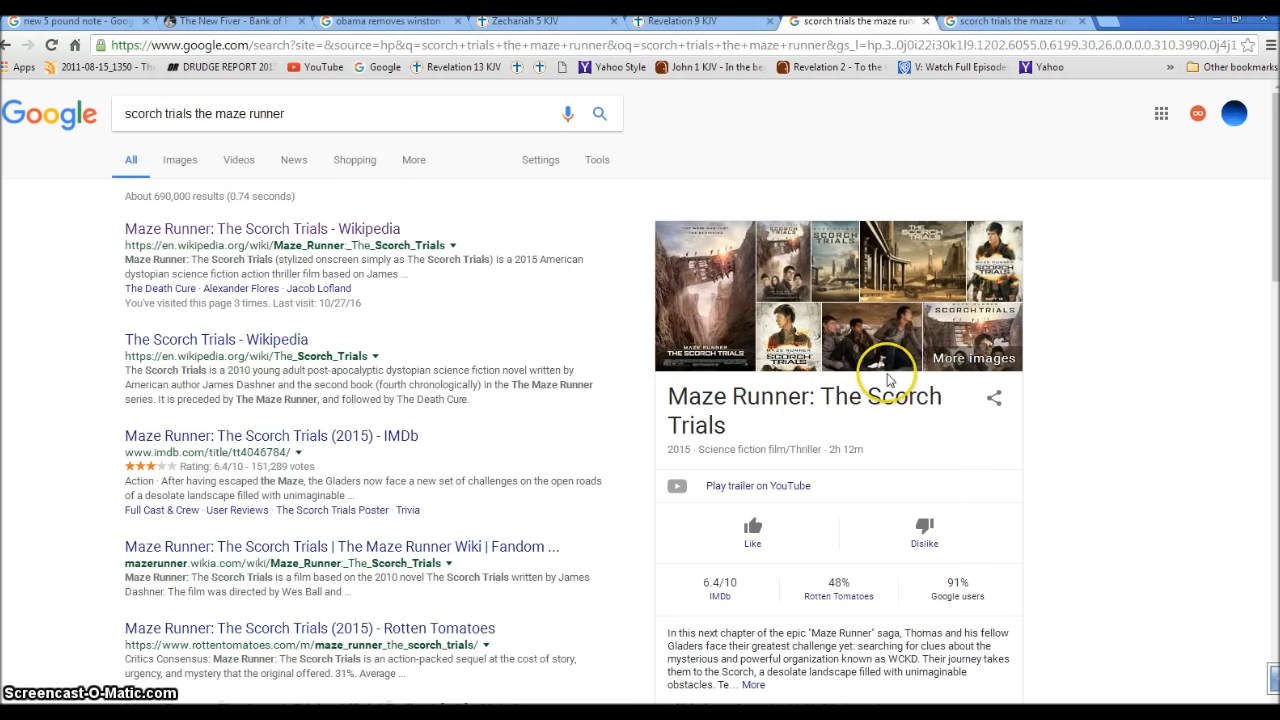 new 5 pound note - Goog
The New Fiver - Bank of E
obama removes winston c
Zechariah 5 KJV
Revelation 9 KJV
scorch trials the maze runn
scorch trials the maze run
https://www.google.com/search?site=&source=hp&q=scorch+trials+the+maze+runner&oq=scorch+trials+the+maze+runner&gs_l=hp.3..0j0i22i30k1l9.1202.6055.0.6199.30.26.0.0.0.0.310.3990.0j4j1
Apps
2011-08-15_1350 - Th
DRUDGE REPORT 2015
YouTube
Google
Revelation 13 KJV
Yahoo Style
John 1 KJV - In the be
Revelation 2 - To the
V: Watch Full Episode
Yahoo
»
Other bookmarks
Google
scorch trials the maze runner
All Images Videos News Shopping More Settings Tools
About 690,000 results (0.74 seconds)
Maze Runner: The Scorch Trials - Wikipedia
https://en.wikipedia.org/wiki/Maze_Runner:_The_Scorch_Trials
Maze Runner: The Scorch Trials (stylized onscreen simply as The Scorch Trials) is a 2015 American
dystopian science fiction action thriller film based on James ...
The Death Cure · Alexander Flores · Jacob Lofland
You've visited this page 3 times. Last visit: 10/27/16
The Scorch Trials - Wikipedia
https://en.wikipedia.org/wiki/The_Scorch_Trials
The Scorch Trials is a 2010 young adult post-apocalyptic dystopian science fiction novel written by
American author James Dashner and the second book (fourth chronologically) in the The Maze Runner
series. It is preceded by The Maze Runner, and followed by The Death Cure.
Maze Runner: The Scorch Trials (2015) - IMDb
www.imdb.com/title/tt4046784/
Rating: 6.4/10 - 151,289 votes
Action · After having escaped the Maze, the Gladers now face a new set of challenges on the open roads
of a desolate landscape filled with unimaginable ...
Full Cast & Crew · User Reviews · The Scorch Trials Poster · Trivia
Maze Runner: The Scorch Trials | The Maze Runner Wiki | Fandom ...
mazerunner.wikia.com/wiki/Maze_Runner:_The_Scorch_Trials
Maze Runner: The Scorch Trials is a film based on the 2010 novel The Scorch Trials written by James
Dashner. The film was directed by Wes Ball and ...
Maze Runner: The Scorch Trials (2015) - Rotten Tomatoes
https://www.rottentomatoes.com/m/maze_runner_the_scorch_trials/
Critics Consensus: Maze Runner: The Scorch Trials is an action-packed sequel at the cost of story,
urgency, and mystery that the original offered. 31%. Average ...
MAZE RUNNER
THE SCORCH TRIALS
SCORCH
TRIALS
SCORCH
TRIALS
THE SCORCH
TRIALS
SCORCH
TRIALS
MAZE RUNNER
SCORCH
TRIALS
SCORCH
TRIALS
More images
Maze Runner: The Scorch
Trials
2015 · Science fiction film/Thriller · 2h 12m
Play trailer on YouTube
Like
Dislike
6.4/10
IMDb
48%
Rotten Tomatoes
91%
Google users
In this next chapter of the epic "Maze Runner" saga, Thomas and his fellow
Gladers face their greatest challenge yet: searching for clues about the
mysterious and powerful organization known as WCKD. Their journey takes
them to the Scorch, a desolate landscape filled with unimaginable
obstacles. Te… More
Screencast-O-Matic.com